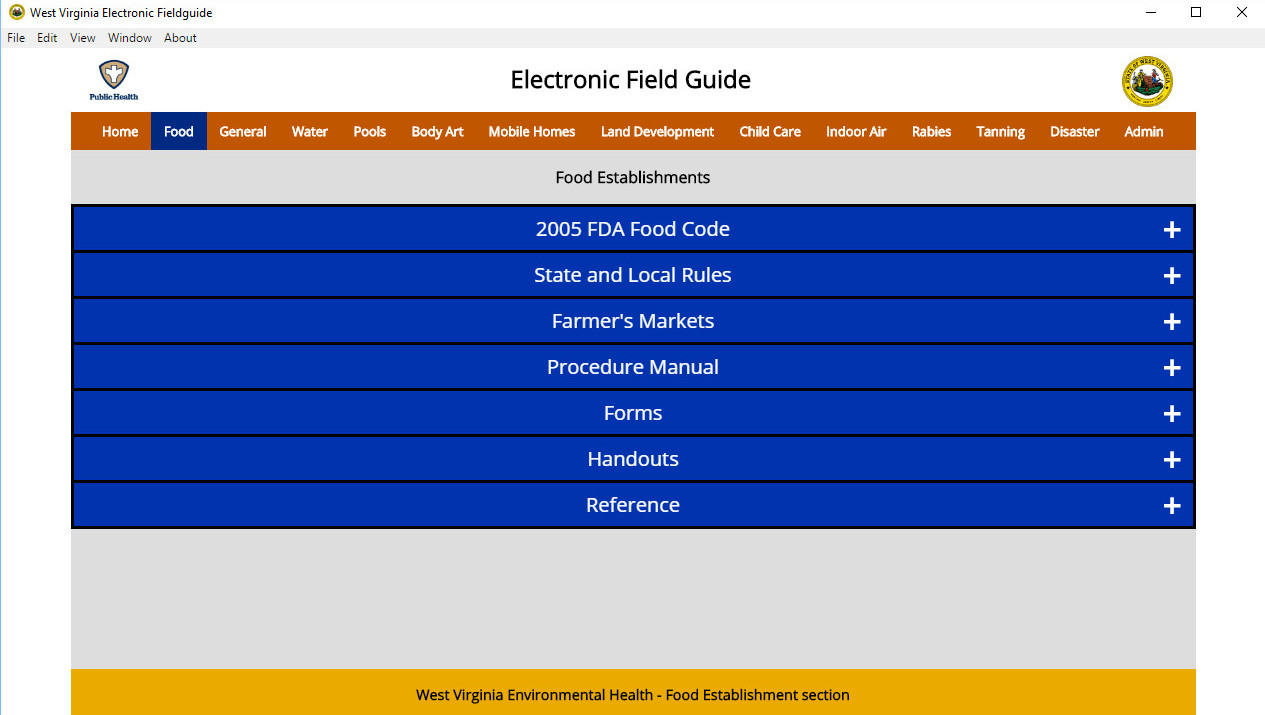 West Virginia Electronic Fieldguide
File Edit View Window About
Public Health
Electronic Field Guide
STATE OF WEST VIRGINIA
Home Food General Water Pools Body Art Mobile Homes Land Development Child Care Indoor Air Rabies Tanning Disaster Admin
Food Establishments
2005 FDA Food Code +
State and Local Rules +
Farmer's Markets +
Procedure Manual +
Forms +
Handouts +
Reference +
West Virginia Environmental Health - Food Establishment section